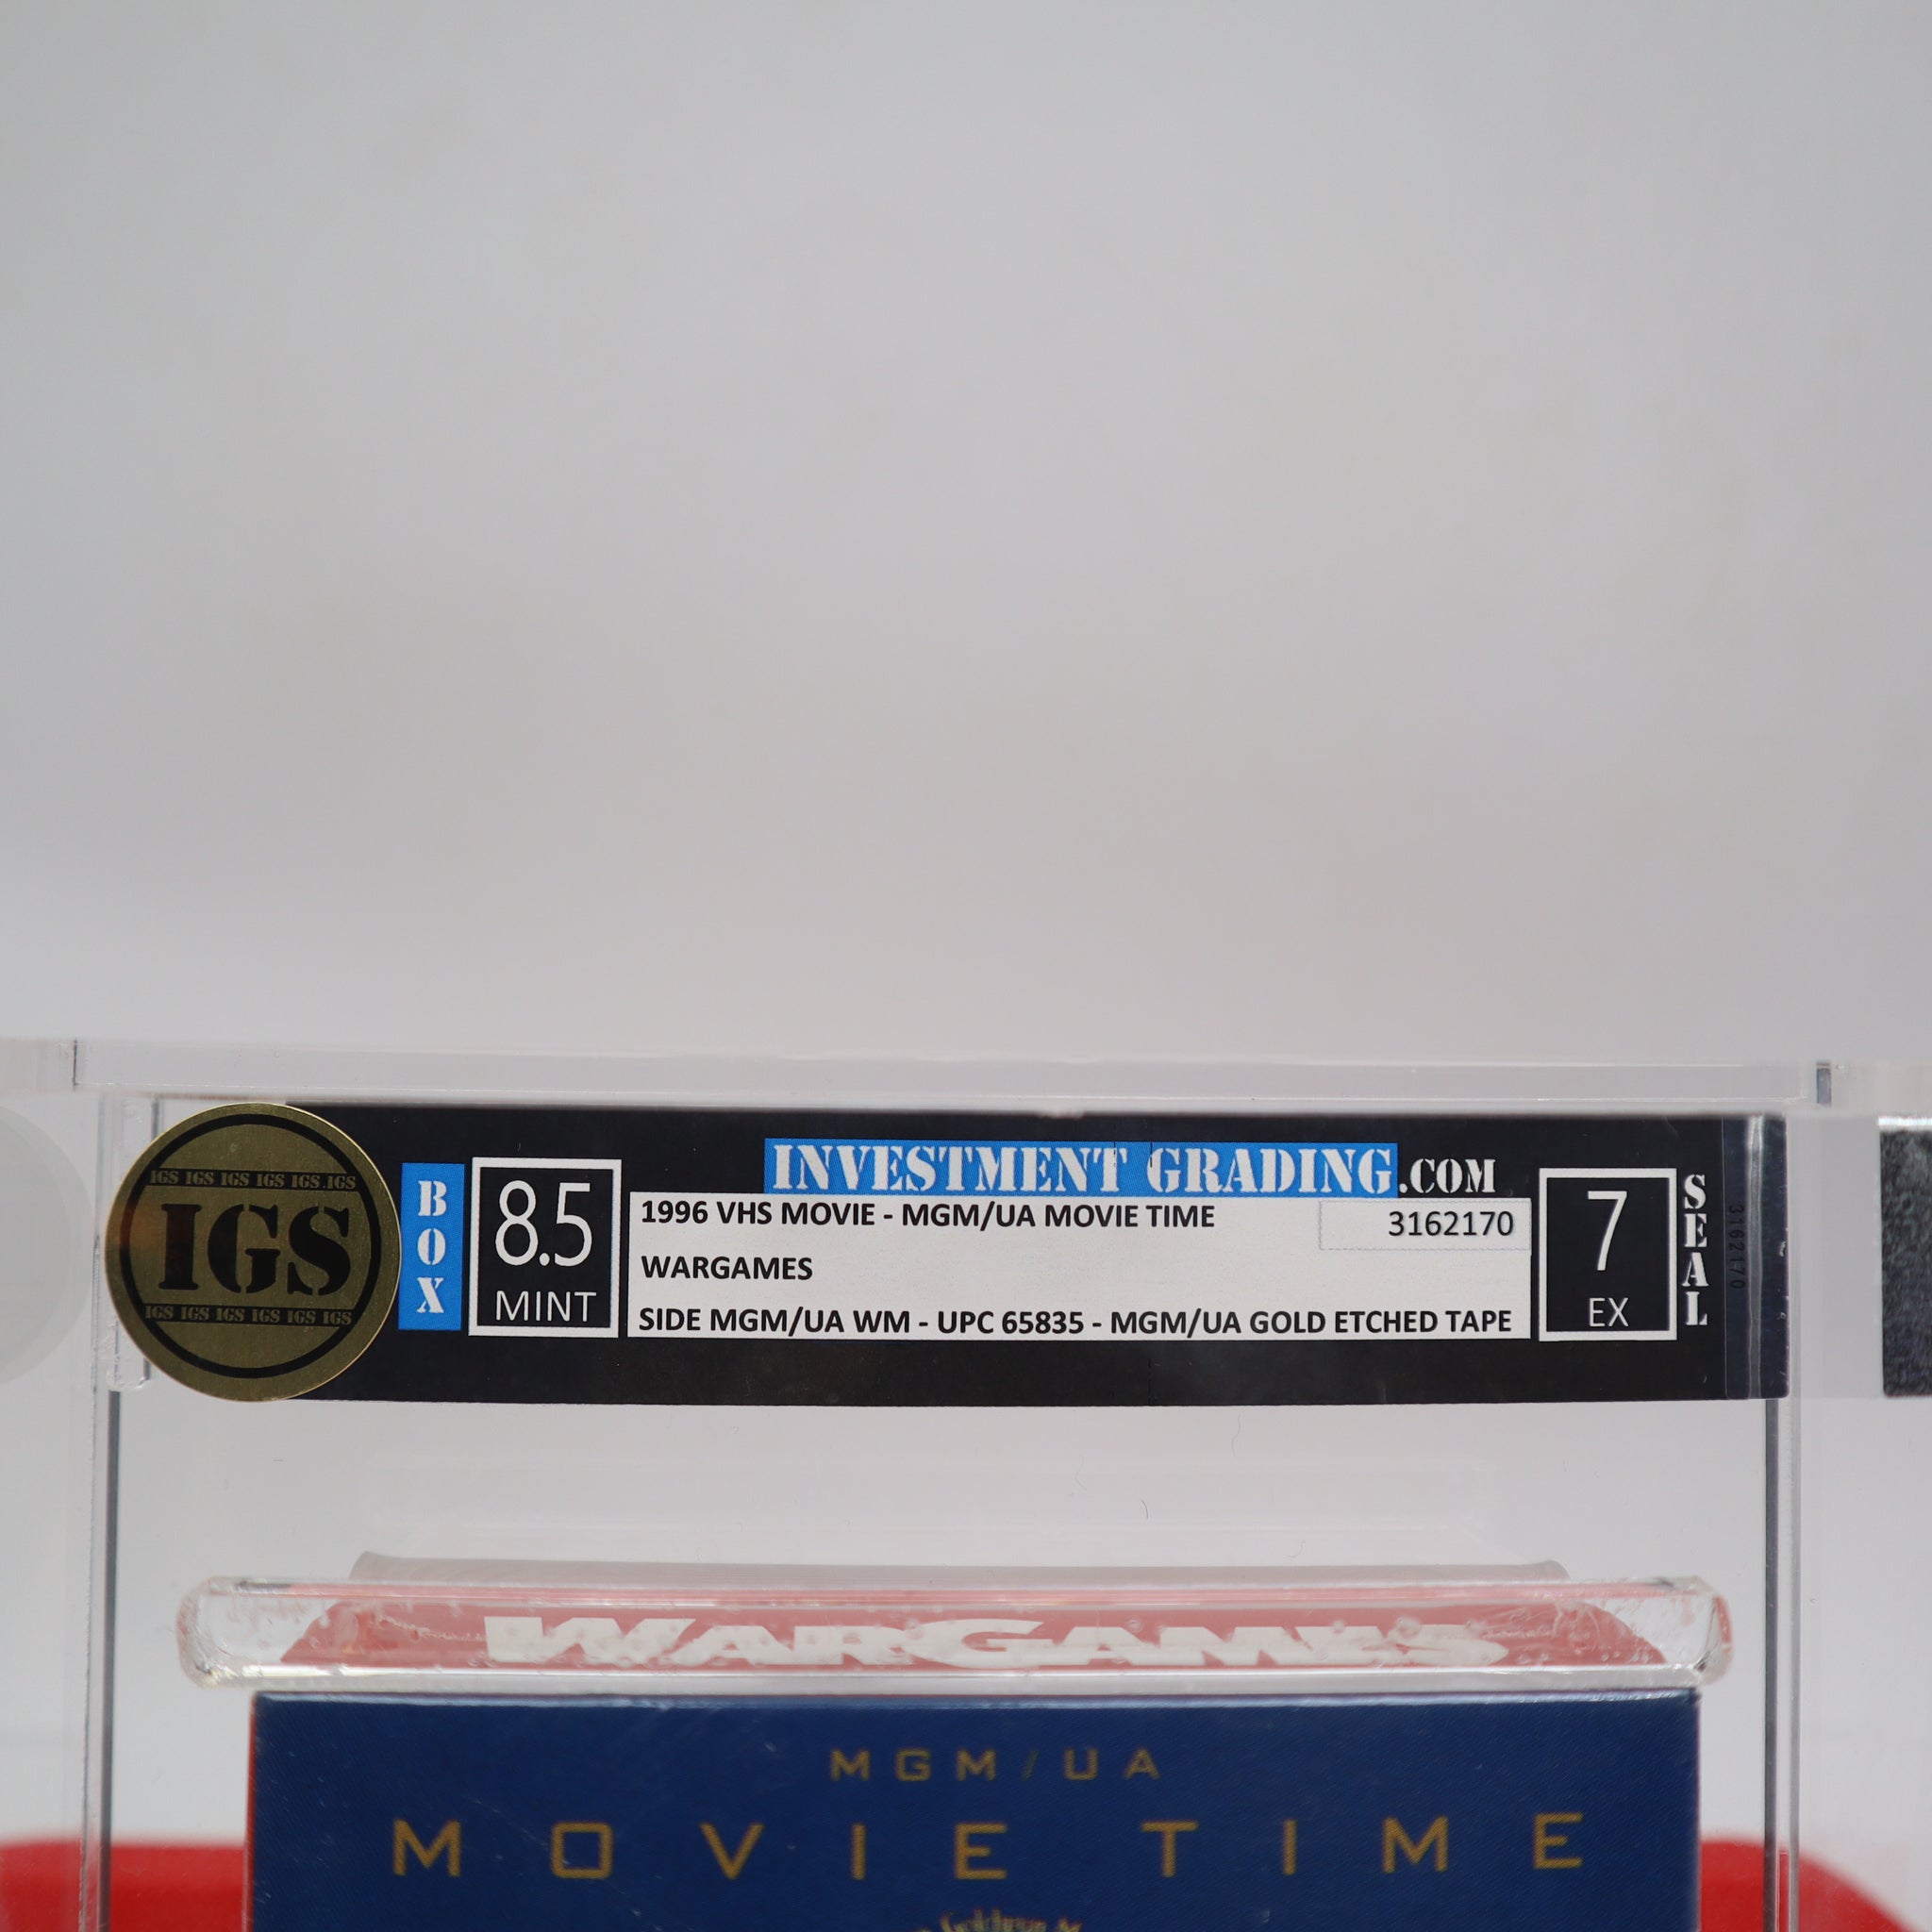 IGS IGS IGS IGS IGS IGS
IGS
IGS IGS IGS IGS IGS IGS
BOX
8.5
MINT
INVESTMENT GRADING.COM
1996 VHS MOVIE - MGM/UA MOVIE TIME
3162170
WARGAMES
SIDE MGM/UA WM - UPC 65835 - MGM/UA GOLD ETCHED TAPE
7
EX
SEAL
3162170
WARGAMES
MGM/UA
MOVIE TIME